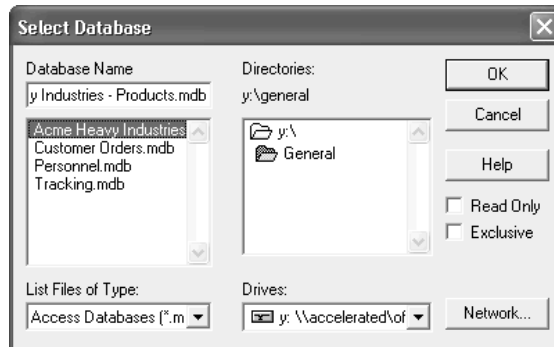 Select Database
Database Name
y Industries - Products.mdb
Acme Heavy Industries
Customer Orders.mdb
Personnel.mdb
Tracking.mdb
List Files of Type:
Access Databases (*.m
Directories:
y:\general
y:\
General
Drives:
y: \\accelerated\of
OK
Cancel
Help
Read Only
Exclusive
Network...